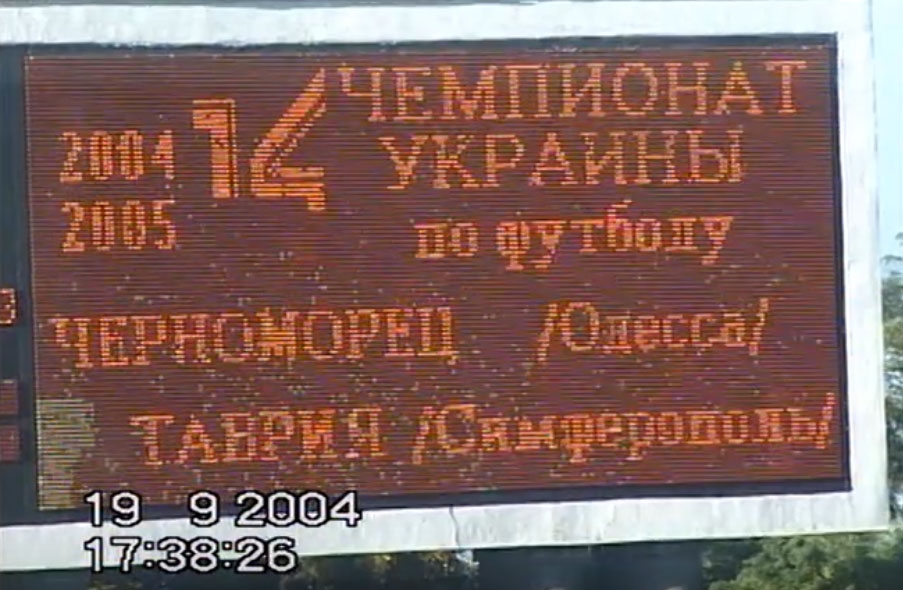 14 ЧЕМПИОНАТ
УКРАИНЫ
2004
2005
по футболу
ЧЕРНОМОРЕЦ /Одесса/
ТАВРИЯ /Симферополь/
19 9 2004
17:38:26